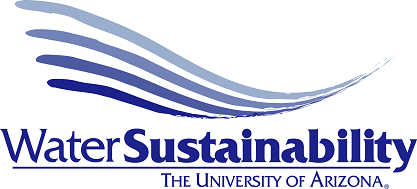 WaterSustainability
THE UNIVERSITY OF ARIZONA®